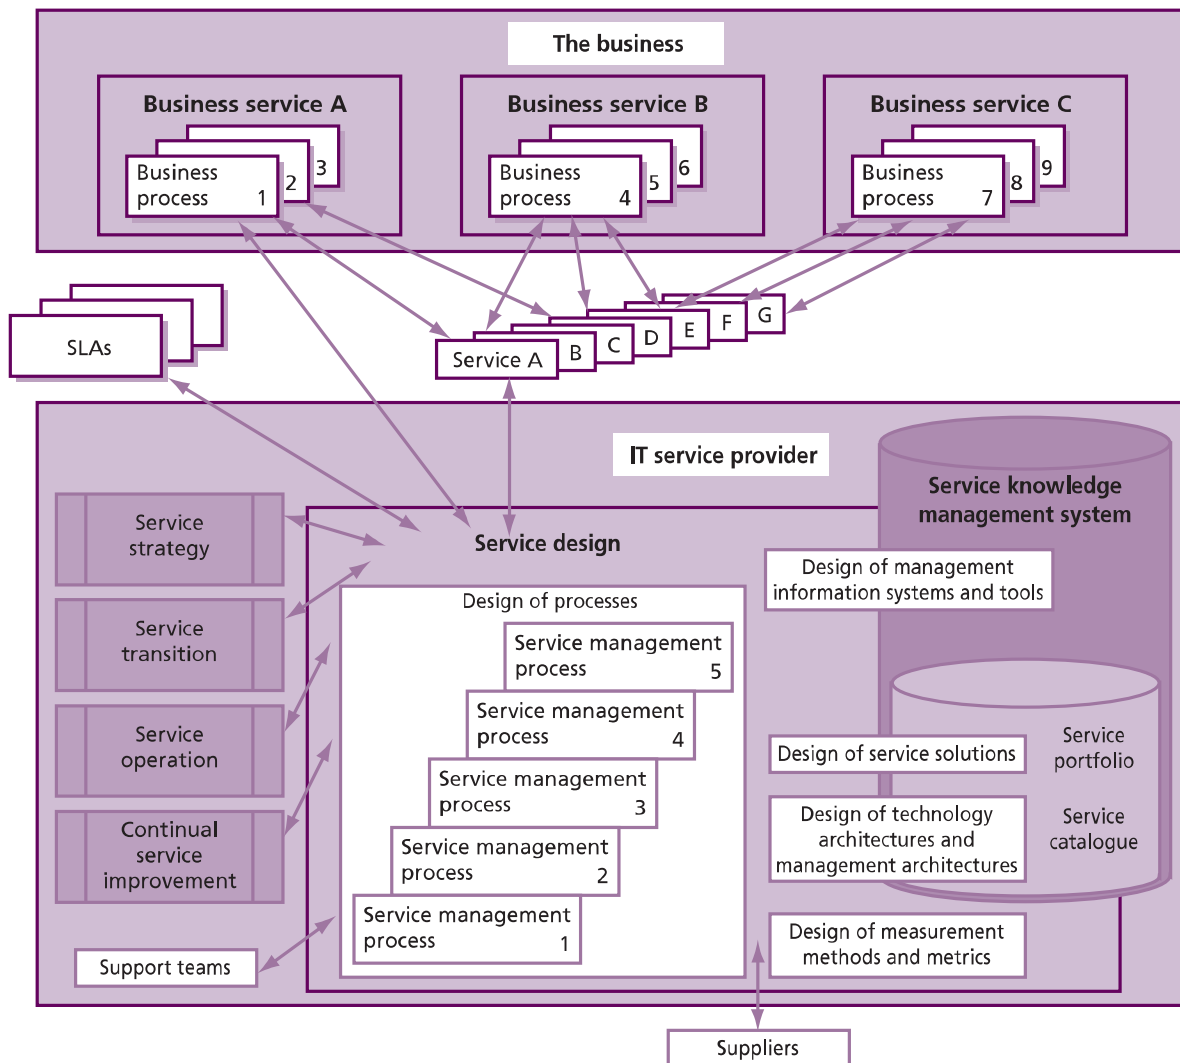 The business
Business service A
Business
process 1
2
3
Business service B
Business
process 4
5
6
Business service C
Business
process 7
8
9
SLAs
Service A
B
C
D
E
F
G
IT service provider
Service knowledge
management system
Service
strategy
Service
transition
Service
operation
Continual
service
improvement
Support teams
Service design
Design of processes
Service management
process 5
Service management
process 4
Service management
process 3
Service management
process 2
Service management
process 1
Design of management
information systems and tools
Design of service solutions
Service
portfolio
Design of technology
architectures and
management architectures
Service
catalogue
Design of measurement
methods and metrics
Suppliers